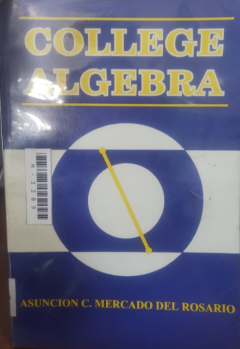 COLLEGE
ALGEBRA
ASUNCION C. MERCADO DEL ROSARIO